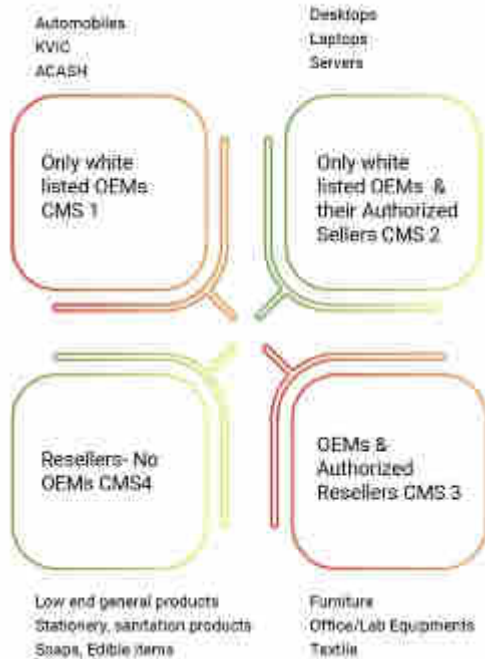 Automobiles
KVIC
ACASH
Desktops
Laptops
Servers
Only white
listed OEMs
CMS 1
Only white
listed OEMs &
their Authorized
Sellers CMS 2
Resellers- No
OEMs CMS4
OEMs &
Authorized
Resellers CMS 3
Low end general products
Stationery, sanitation products
Soaps, Edible items
Furniture
Office/Lab Equipments
Textile